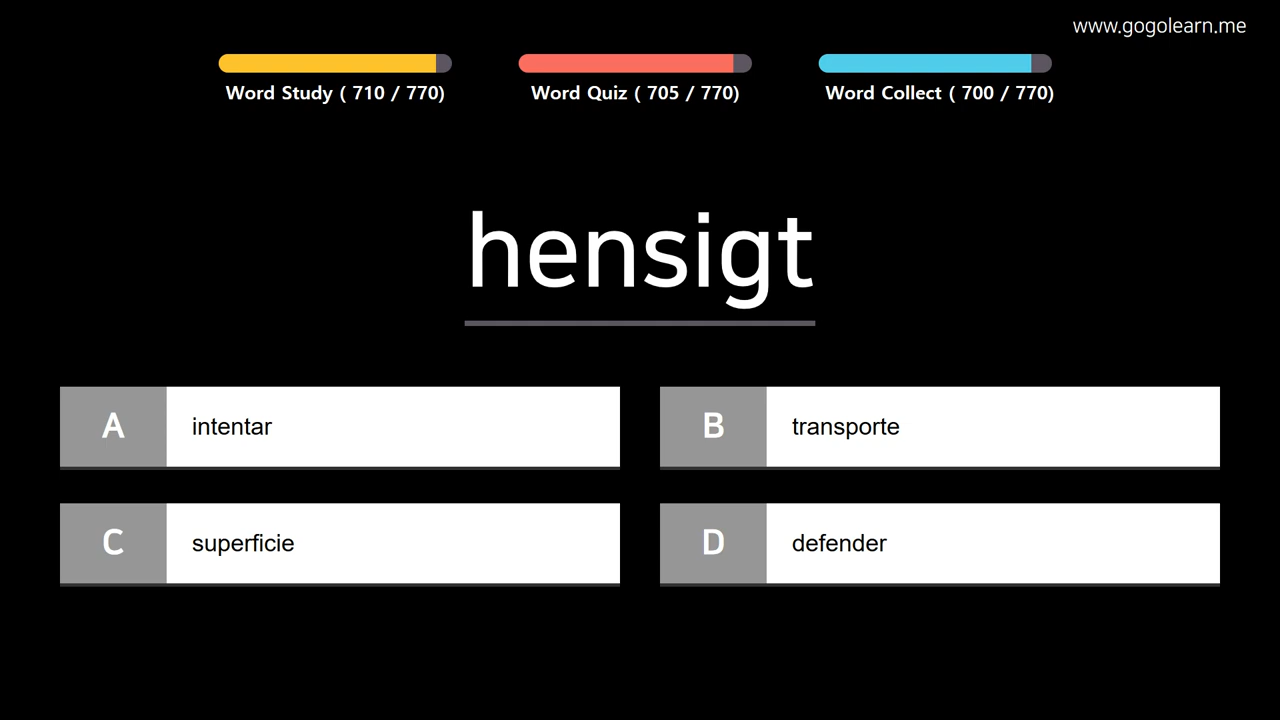 www.gogolearn.me
Word Study ( 710 / 770)
Word Quiz ( 705 / 770)
Word Collect ( 700 / 770)
hensigt
A intentar
B transporte
C superficie
D defender